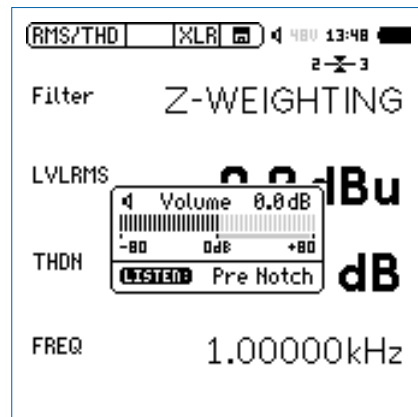 RMS/THD XLR 48V 13:48
2 3
Filter Z-WEIGHTING
LVLRMS dBu
Volume 0.0dB
-80 0dB +80
THDN dB
LISTEN: Pre Notch
FREQ 1.00000kHz